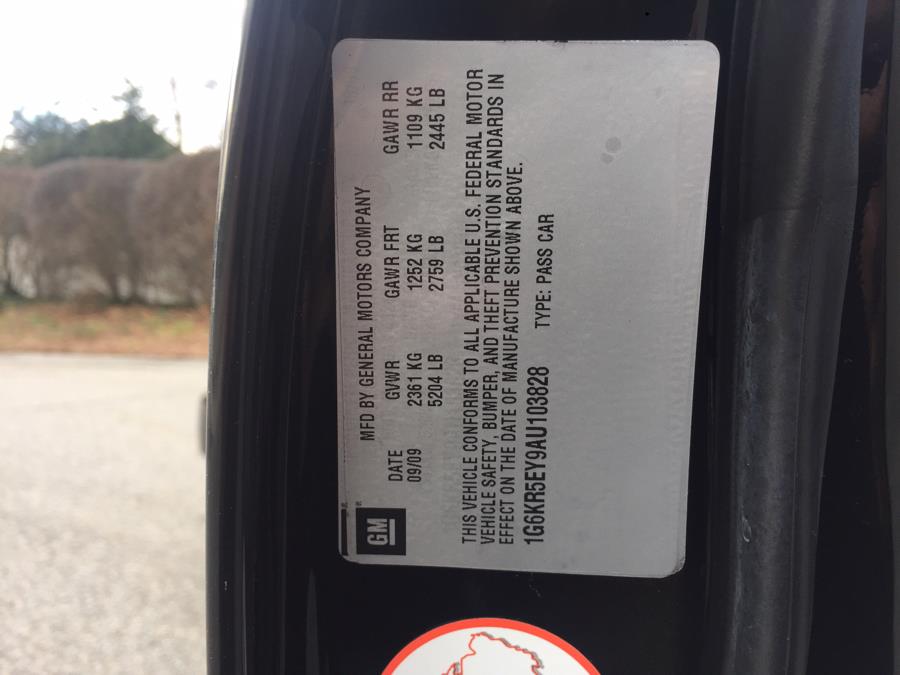 GM
MFD BY GENERAL MOTORS COMPANY
DATE GVWR GAWR FRT GAWR RR
09/09 2361 KG 1252 KG 1109 KG
5204 LB 2759 LB 2445 LB
THIS VEHICLE CONFORMS TO ALL APPLICABLE U.S. FEDERAL MOTOR
VEHICLE SAFETY, BUMPER, AND THEFT PREVENTION STANDARDS IN
EFFECT ON THE DATE OF MANUFACTURE SHOWN ABOVE.
1G6KR5EY9AU103828 TYPE: PASS CAR